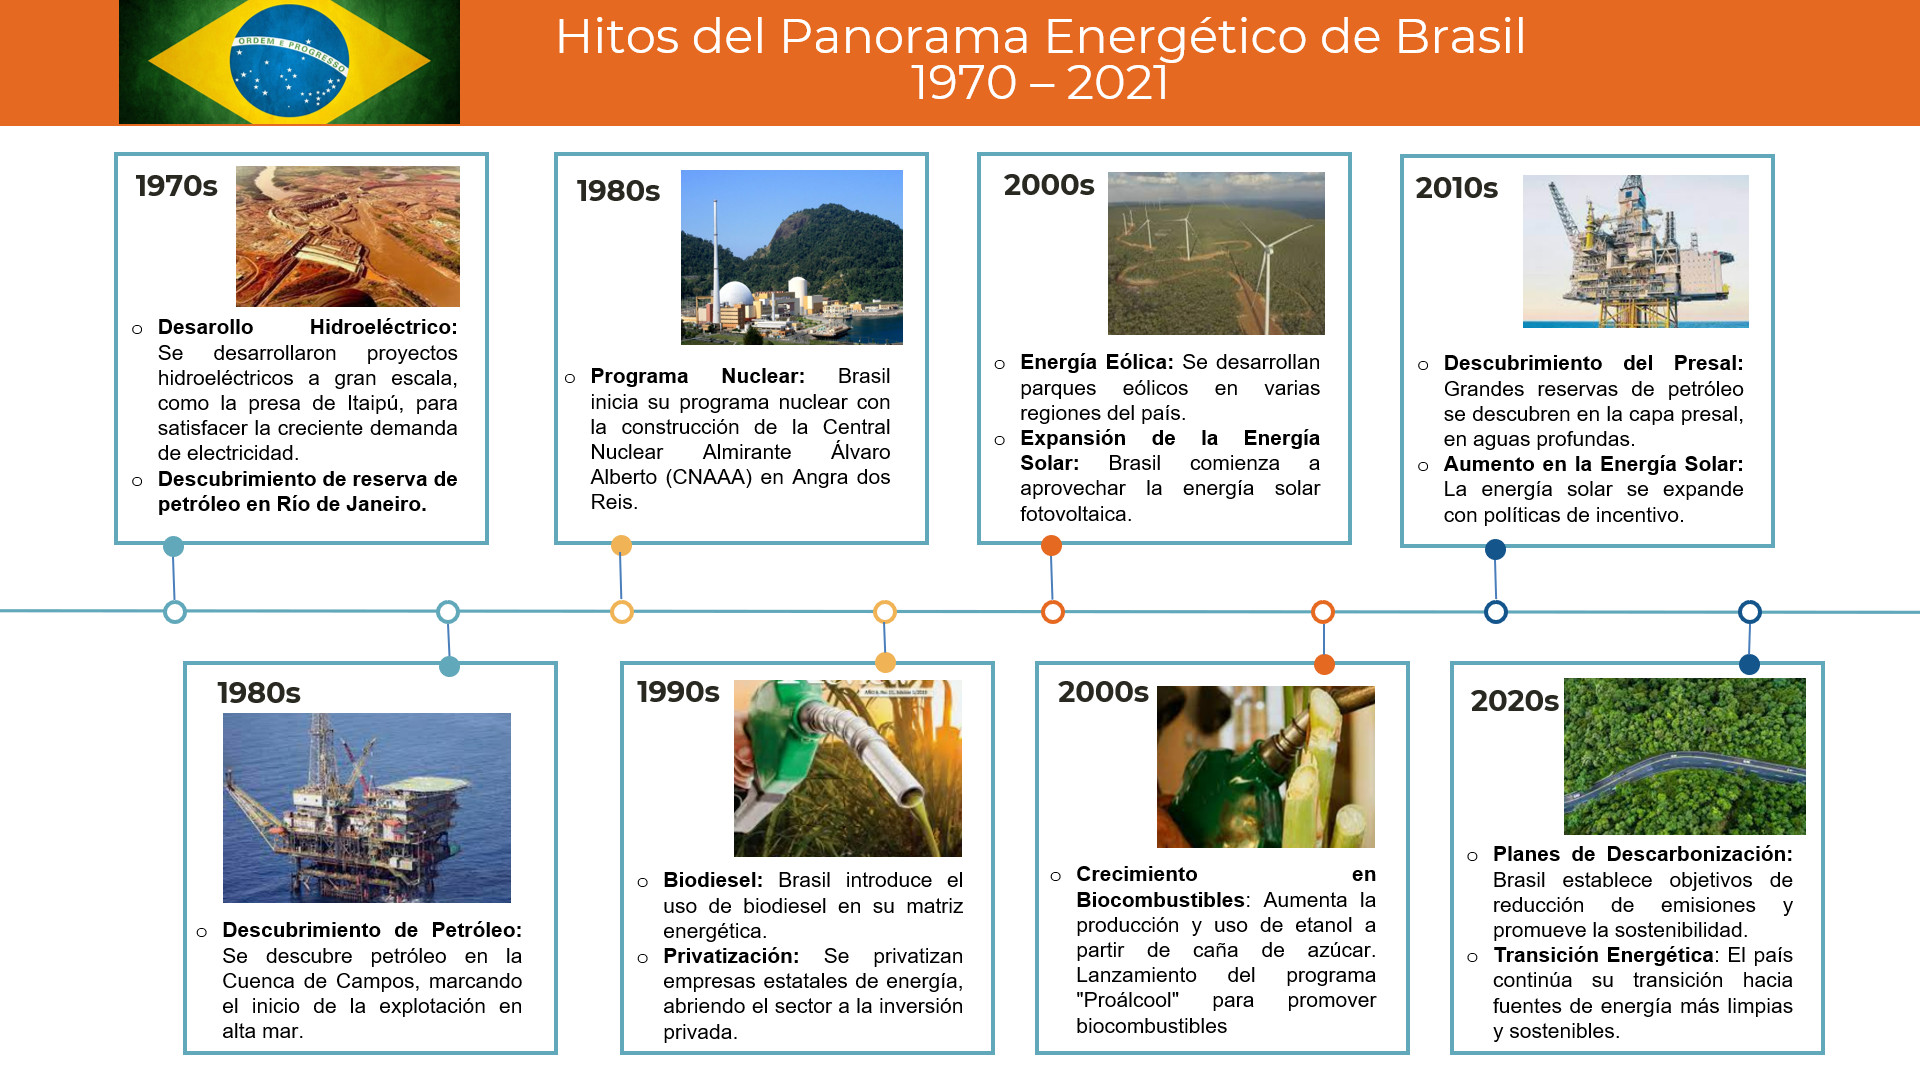 ORDEM E PROGRESSO
Hitos del Panorama Energético de Brasil
1970 – 2021
1970s
o Desarollo Hidroeléctrico:
Se desarrollaron proyectos
hidroeléctricos a gran escala,
como la presa de Itaipú, para
satisfacer la creciente demanda
de electricidad.
o Descubrimiento de reserva de
petróleo en Río de Janeiro.
1980s
o Programa Nuclear: Brasil
inicia su programa nuclear con
la construcción de la Central
Nuclear Almirante Álvaro
Alberto (CNAAA) en Angra dos
Reis.
2000s
o Energía Eólica: Se desarrollan
parques eólicos en varias
regiones del país.
o Expansión de la Energía
Solar: Brasil comienza a
aprovechar la energía solar
fotovoltaica.
2010s
o Descubrimiento del Presal:
Grandes reservas de petróleo
se descubren en la capa presal,
en aguas profundas.
o Aumento en la Energía Solar:
La energía solar se expande
con políticas de incentivo.
1980s
o Descubrimiento de Petróleo:
Se descubre petróleo en la
Cuenca de Campos, marcando
el inicio de la explotación en
alta mar.
1990s
o Biodiesel: Brasil introduce el
uso de biodiesel en su matriz
energética.
o Privatización: Se privatizan
empresas estatales de energía,
abriendo el sector a la inversión
privada.
2000s
o Crecimiento en
Biocombustibles: Aumenta la
producción y uso de etanol a
partir de caña de azúcar.
Lanzamiento del programa
"Proálcool" para promover
biocombustibles
2020s
o Planes de Descarbonización:
Brasil establece objetivos de
reducción de emisiones y
promueve la sostenibilidad.
o Transición Energética: El país
continúa su transición hacia
fuentes de energía más limpias
y sostenibles.